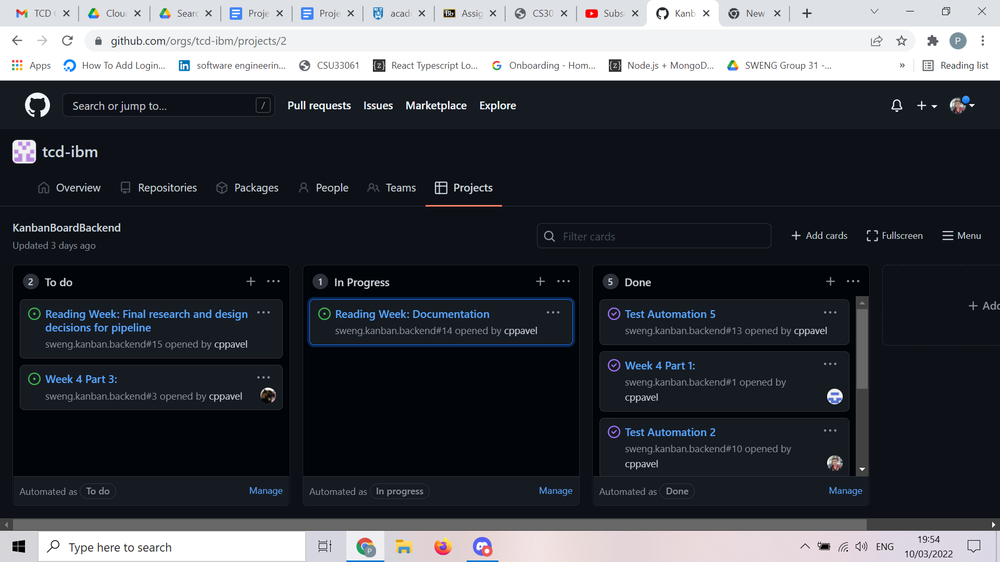 TCD
Clou
Searc
Proje
Proje
acade
Bb Assig
CS30
Subs
Kanb
New
github.com/orgs/tcd-ibm/projects/2
P
Apps
How To Add Login...
in software engineerin...
CSU33061
{z} React Typescript Lo...
Onboarding - Hom...
{z} Node.js + MongoD...
SWENG Group 31 -...
»
Reading list
Search or jump to...
/
Pull requests
Issues
Marketplace
Explore
tcd-ibm
Overview
Repositories
Packages
People
Teams
Projects
KanbanBoardBackend
Updated 3 days ago
Filter cards
+ Add cards
Fullscreen
Menu
2 To do
Reading Week: Final research and design
decisions for pipeline
sweng.kanban.backend#15 opened by cppavel
Week 4 Part 3:
sweng.kanban.backend#3 opened by cppavel
Automated as To do
Manage
1 In Progress
Reading Week: Documentation
sweng.kanban.backend#14 opened by cppavel
Automated as In progress
Manage
5 Done
Test Automation 5
sweng.kanban.backend#13 opened by cppavel
Week 4 Part 1:
sweng.kanban.backend#1 opened by
cppavel
Test Automation 2
sweng.kanban.backend#10 opened by
cppavel
Automated as Done
Manage
+ Add
Type here to search
P
ENG
19:54
10/03/2022